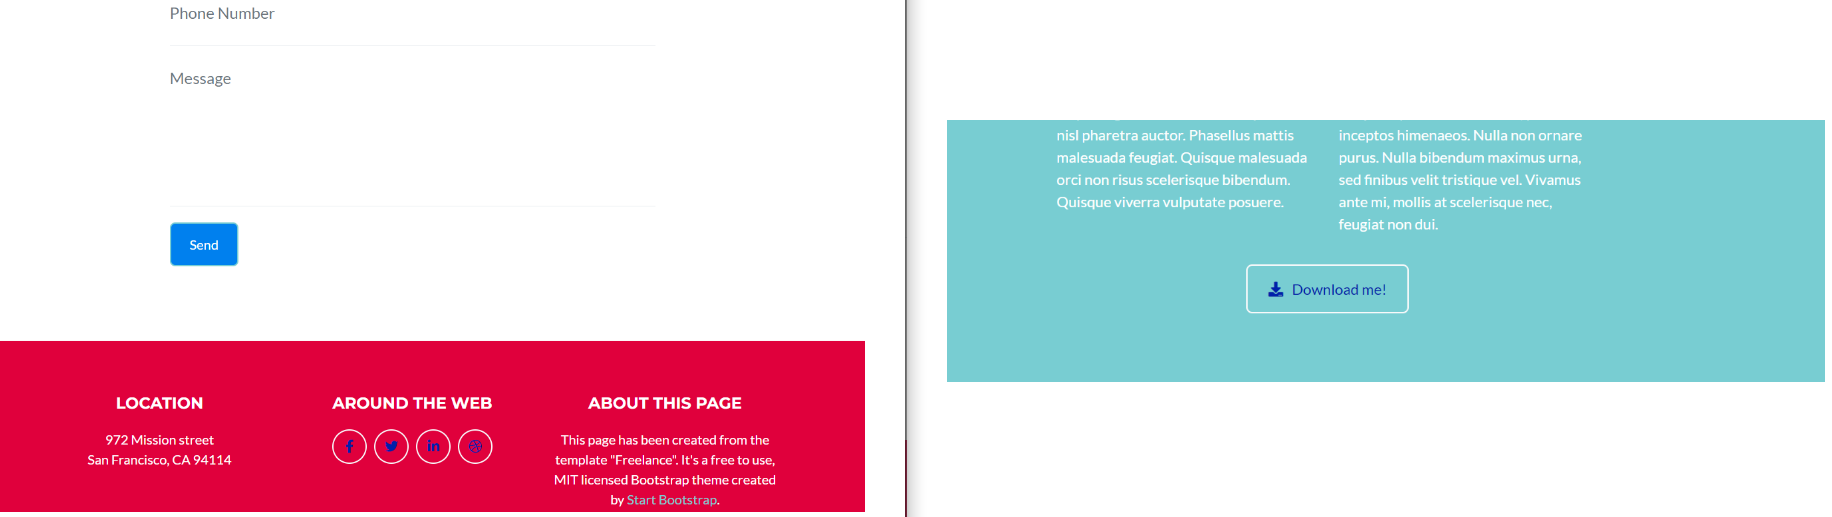 Phone Number
Message
Send
LOCATION
972 Mission street
San Francisco, CA 94114
AROUND THE WEB
ABOUT THIS PAGE
This page has been created from the
template "Freelance". It's a free to use,
MIT licensed Bootstrap theme created
by Start Bootstrap.
nisl pharetra auctor. Phasellus mattis
malesuada feugiat. Quisque malesuada
orci non risus scelerisque bibendum.
Quisque viverra vulputate posuere.
inceptos himenaeos. Nulla non ornare
purus. Nulla bibendum maximus urna,
sed finibus velit tristique vel. Vivamus
ante mi, mollis at scelerisque nec,
feugiat non dui.
Download me!